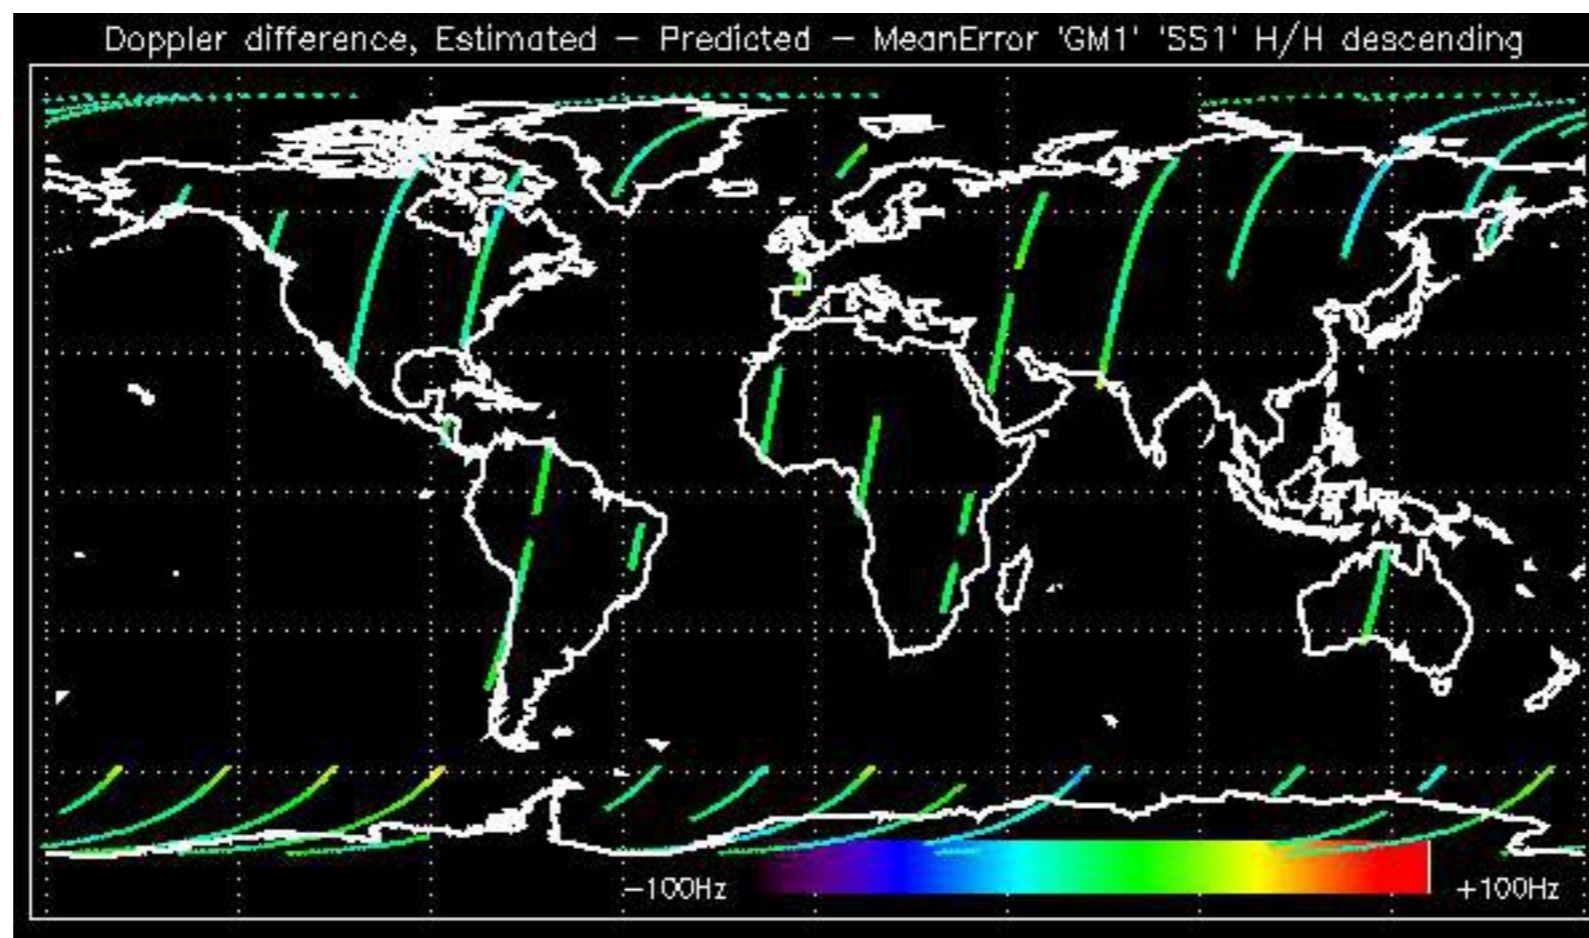 Doppler difference, Estimated – Predicted – MeanError 'GM1' 'SS1' H/H descending
–100Hz
+100Hz